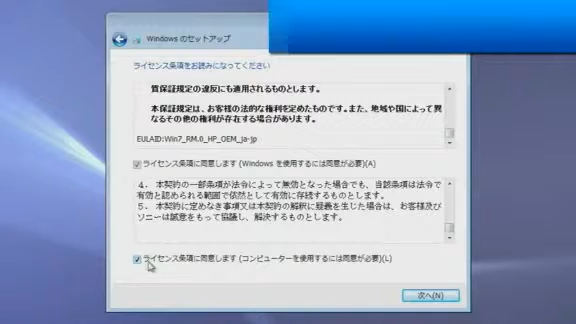 Windows のセットアップ
ライセンス条項をお読みになってください
質保証規定の違反にも適用されるものとします。
本保証規定は、お客様の法的な権利を定めたものです。また、地域や国によって異
なるその他の権利が存在する場合があります。
EULAID:Win7_RM.0_HP_OEM_ja-jp
ライセンス条項に同意します (Windows を使用するには同意が必要)(A)
4． 本契約の一部条項が法令によって無効となった場合でも、当該条項は法令で
有効と認められる範囲で依然として有効に存続するものとします。
5． 本契約に定めなき事項又は本契約の解釈に疑義を生じた場合は、お客様及び
ソニーは誠意をもって協議し、解決するものとします。
ライセンス条項に同意します (コンピューターを使用するには同意が必要)(L)
次へ(N)